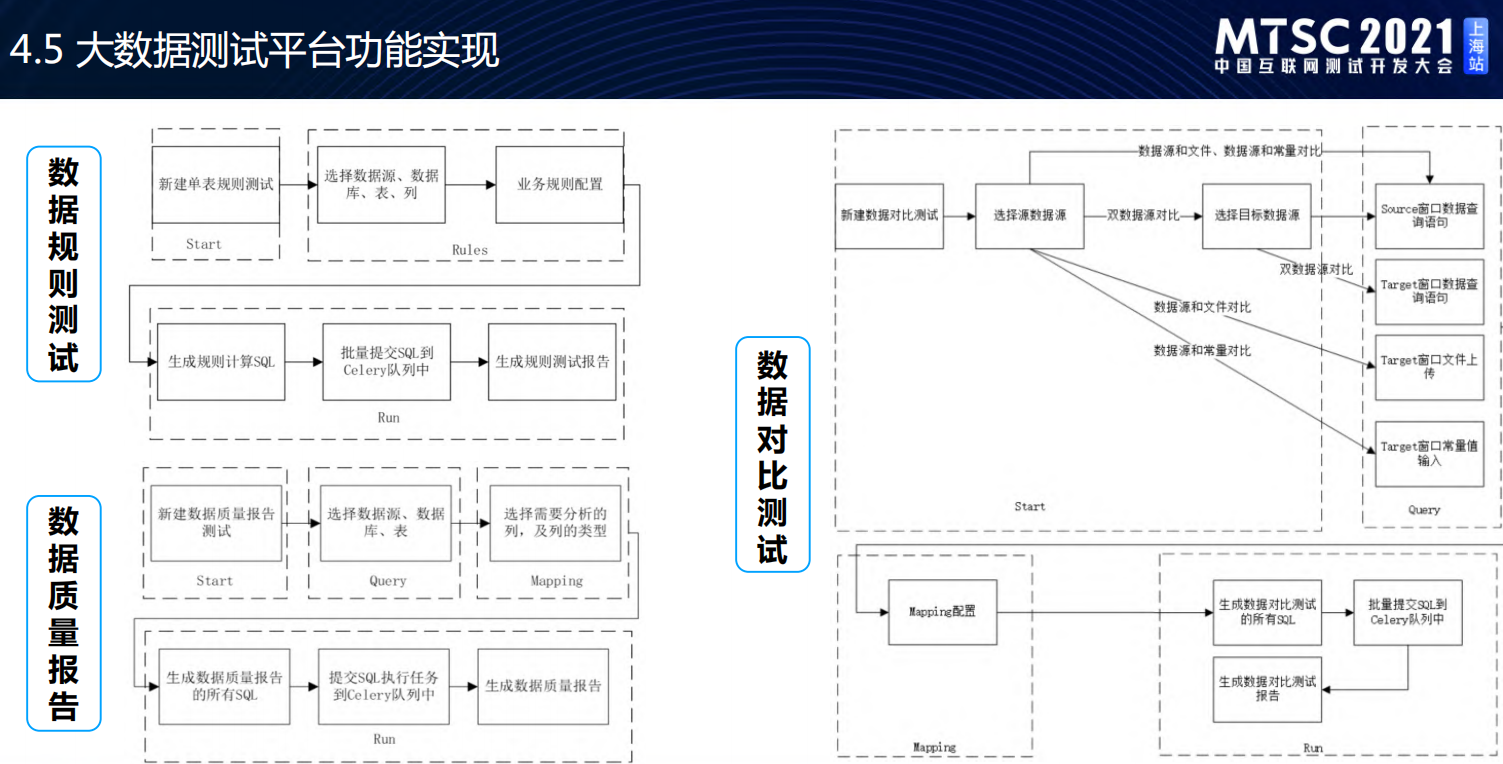 4.5 大数据测试平台功能实现
MTSC 2021
中国互联网测试开发大会
上海站
数据规则测试
新建单表规则测试
Start
选择数据源、数据
库、表、列
业务规则配置
Rules
生成规则计算SQL
批量提交SQL到
Celery队列中
生成规则测试报告
Run
数据质量报告
新建数据质量报告
测试
Start
选择数据源、数据
库、表
Query
选择需要分析的
列，及列的类型
Mapping
生成数据质量报告
的所有SQL
提交SQL执行任务
到Celery队列中
生成数据质量报告
Run
数据对比测试
数据源和文件、数据源和常量对比
新建数据对比测试
选择源数据源
双数据源对比
选择目标数据源
Source窗口数据查
询语句
双数据源对比
Target窗口数据查
询语句
数据源和文件对比
数据源和常量对比
Target窗口文件上
传
Target窗口常量值
输入
Start
Query
Mapping配置
Mapping
生成数据对比测试
的所有SQL
批量提交SQL到
Celery队列中
生成数据对比测试
报告
Run